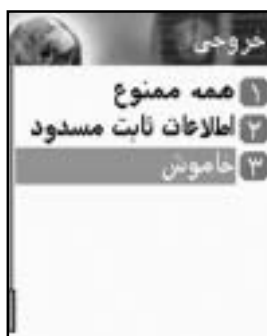 خروجی
۱ همه ممنوع
۲ اطلاعات ثابت مسدود
۳ خاموش